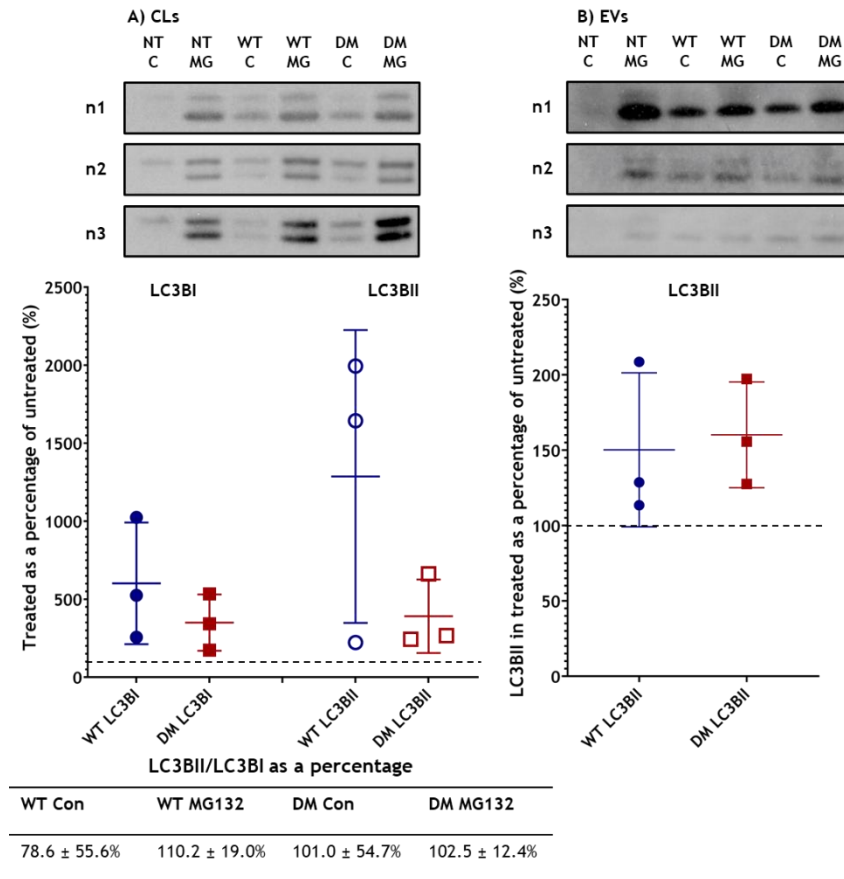 A) CLs
NT NT WT WT DM DM
C MG C MG C MG
n1
n2
n3
B) EVs
NT NT WT WT DM DM
C MG C MG C MG
n1
n2
n3
LC3BI LC3BII
Treated as a percentage of untreated (%)
2500
2000
1500
1000
500
0
WT LC3BI
DM LC3BI
WT LC3BII
DM LC3BII
LC3BII
LC3BII in treated as a percentage of untreated (%)
250
200
150
100
50
0
WT LC3BII
DM LC3BII
LC3BII/LC3BI as a percentage
WT Con WT MG132 DM Con DM MG132
78.6 ± 55.6% 110.2 ± 19.0% 101.0 ± 54.7% 102.5 ± 12.4%